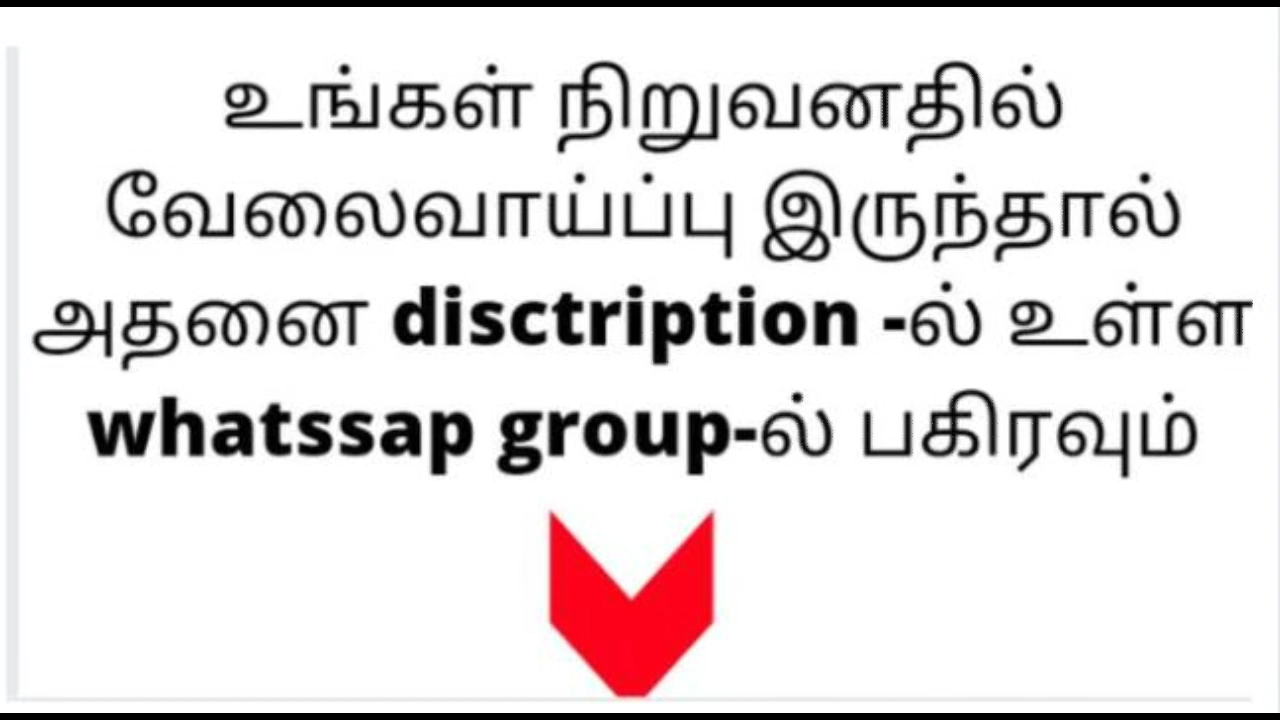 உங்கள் நிறுவனதில்
வேலைவாய்ப்பு இருந்தால்
அதனை disctription -ல் உள்ள
whatssap group-ல் பகிரவும்